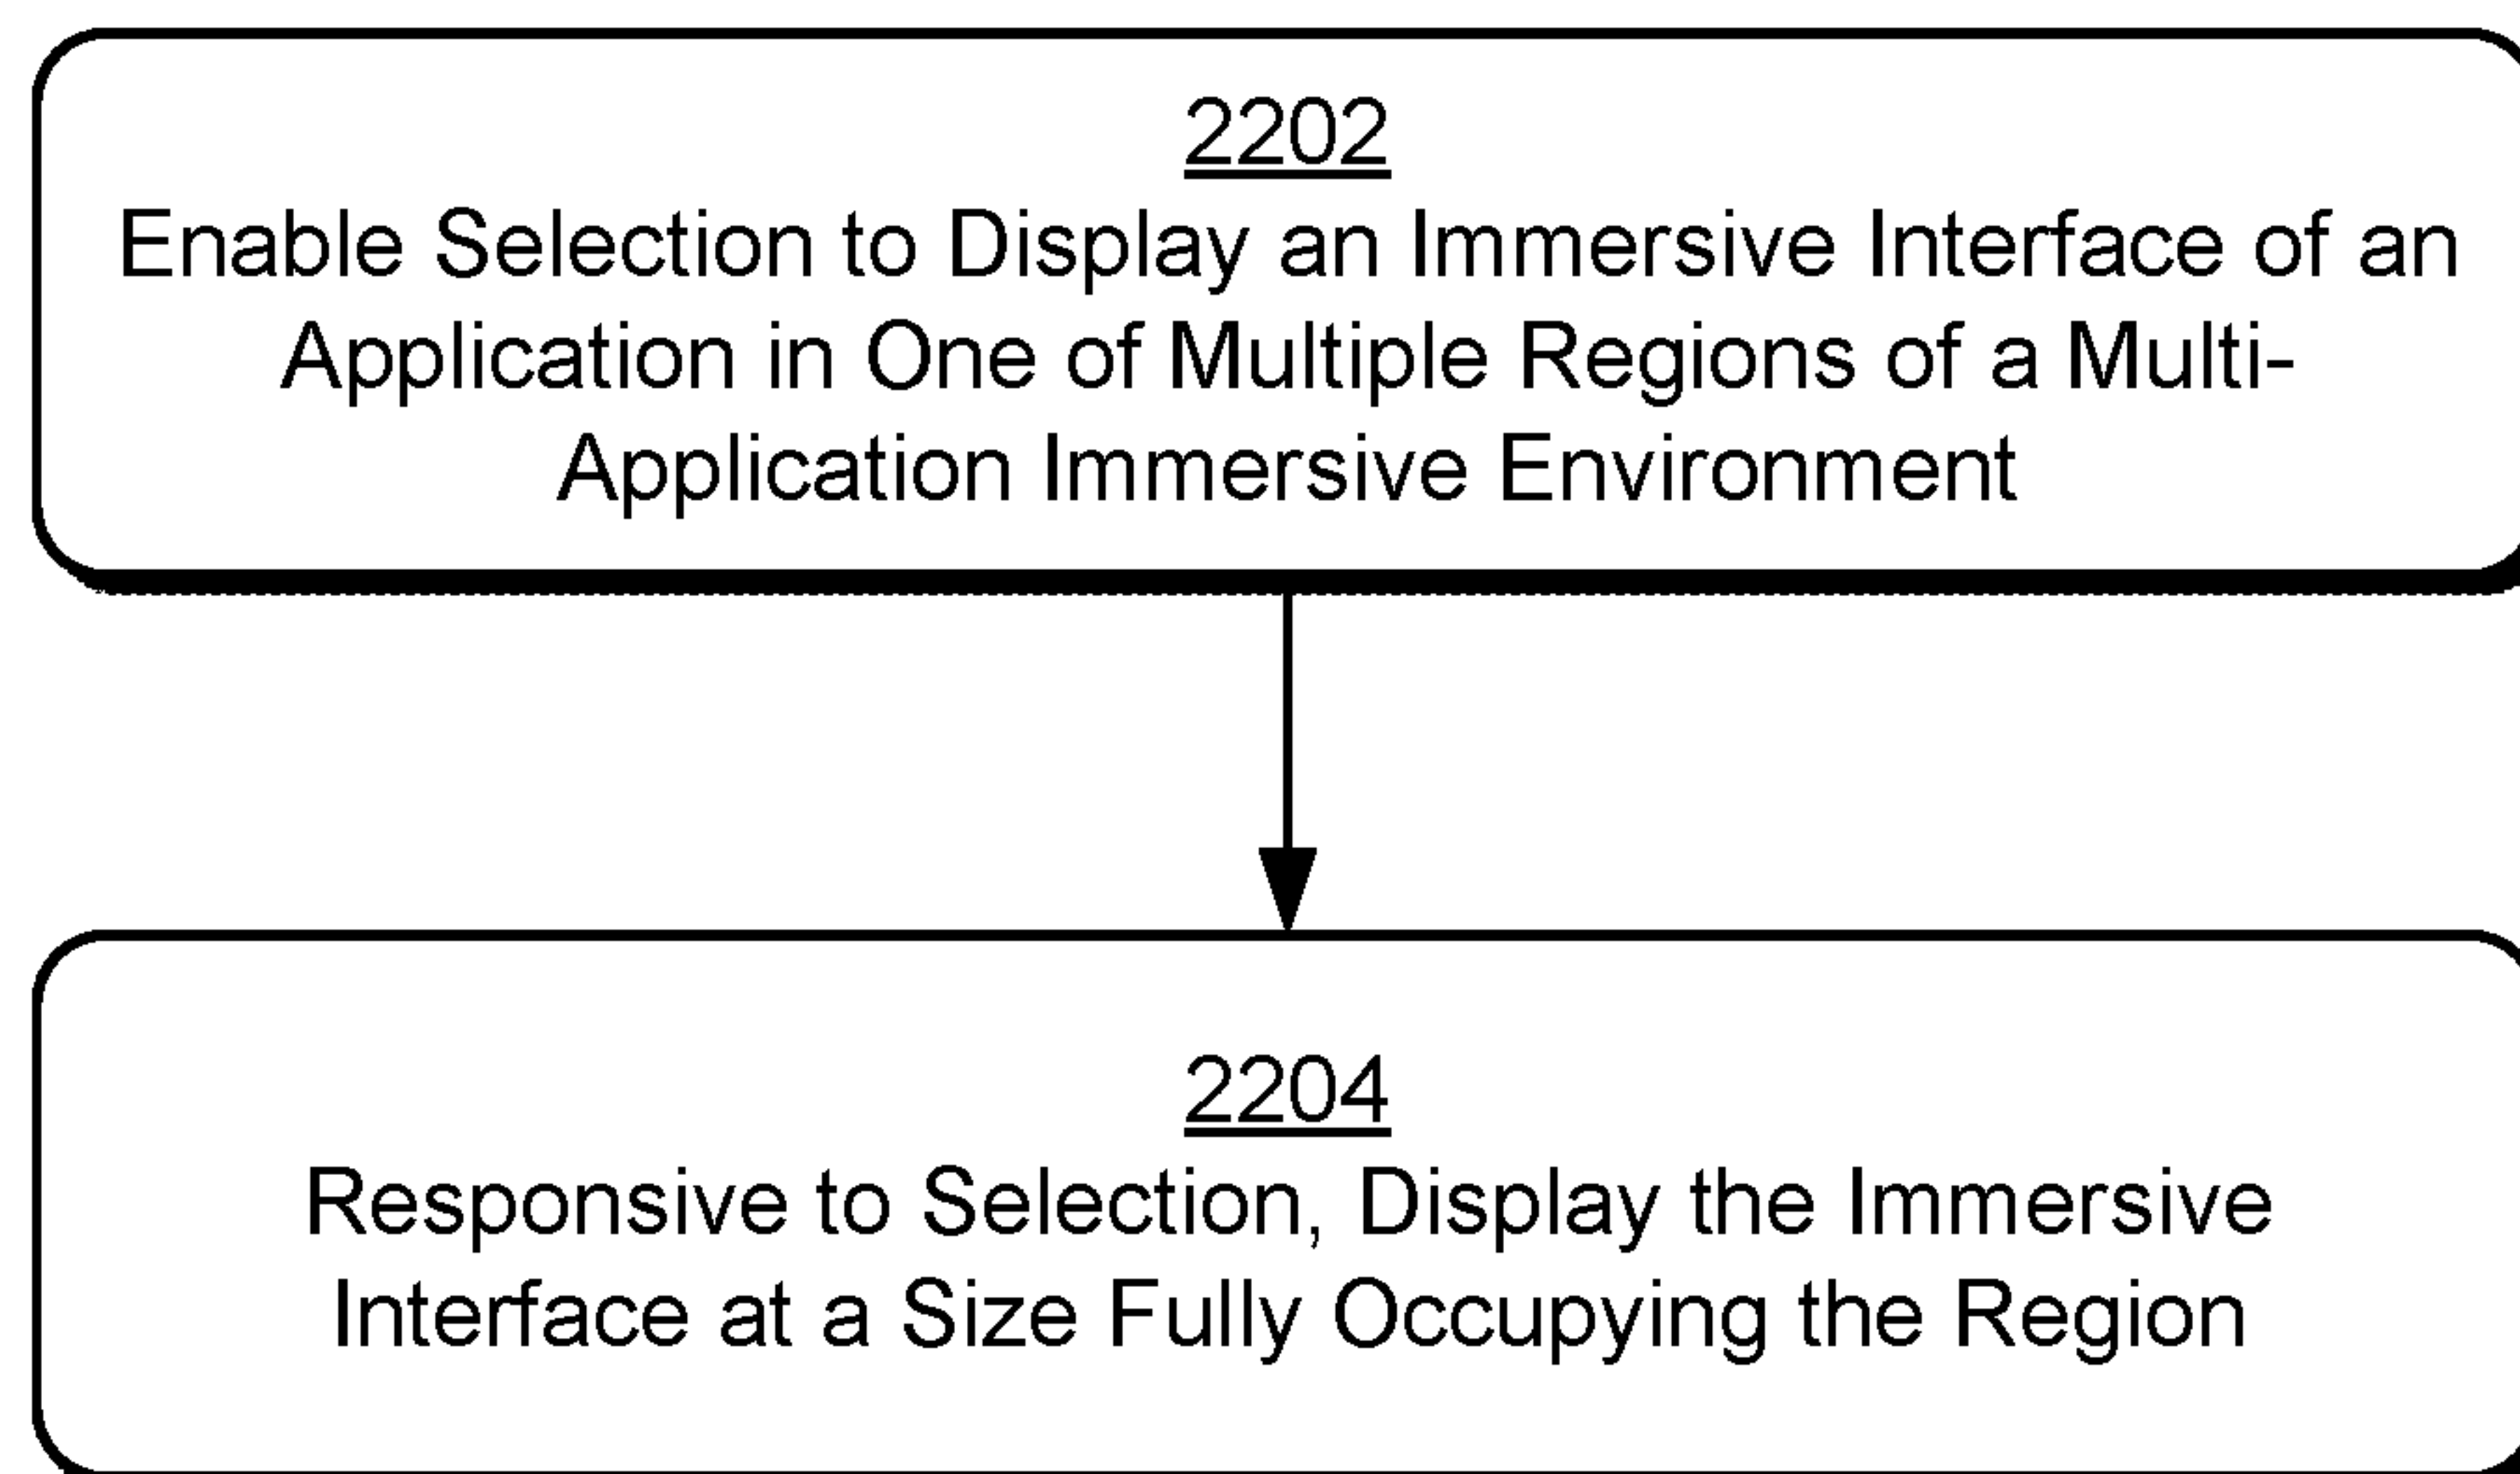 2202
Enable Selection to Display an Immersive Interface of an
Application in One of Multiple Regions of a Multi-
Application Immersive Environment
2204
Responsive to Selection, Display the Immersive
Interface at a Size Fully Occupying the Region